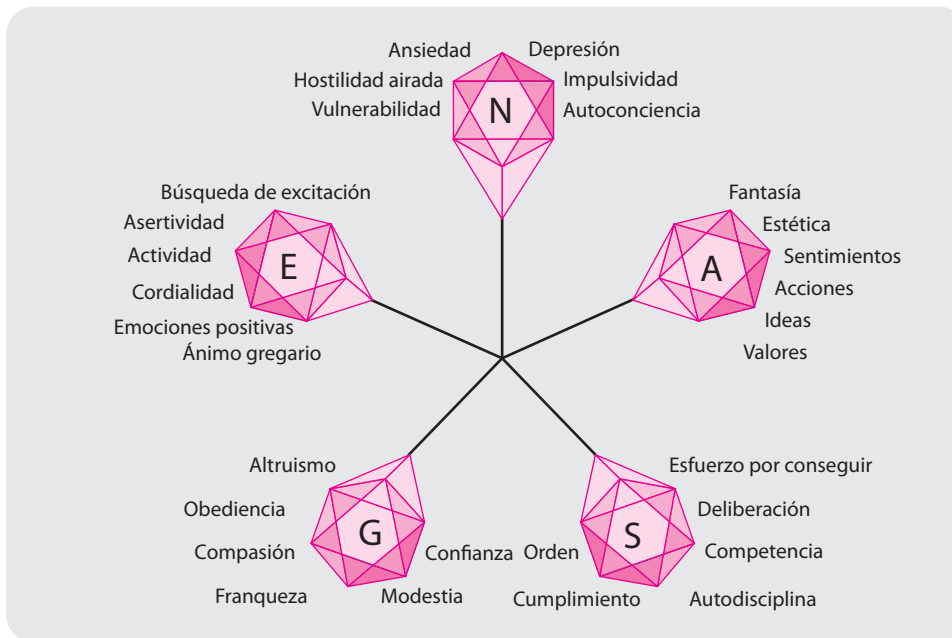 Ansiedad
Depresión
Hostilidad airada
Impulsividad
Vulnerabilidad
Autoconciencia
N
Búsqueda de excitación
Asertividad
Actividad
Cordialidad
Emociones positivas
Ánimo gregario
E
Fantasía
Estética
Sentimientos
Acciones
Ideas
Valores
A
Altruismo
Obediencia
Compasión
Franqueza
Confianza
Modestia
G
Esfuerzo por conseguir
Deliberación
Competencia
Autodisciplina
Orden
Cumplimiento
S